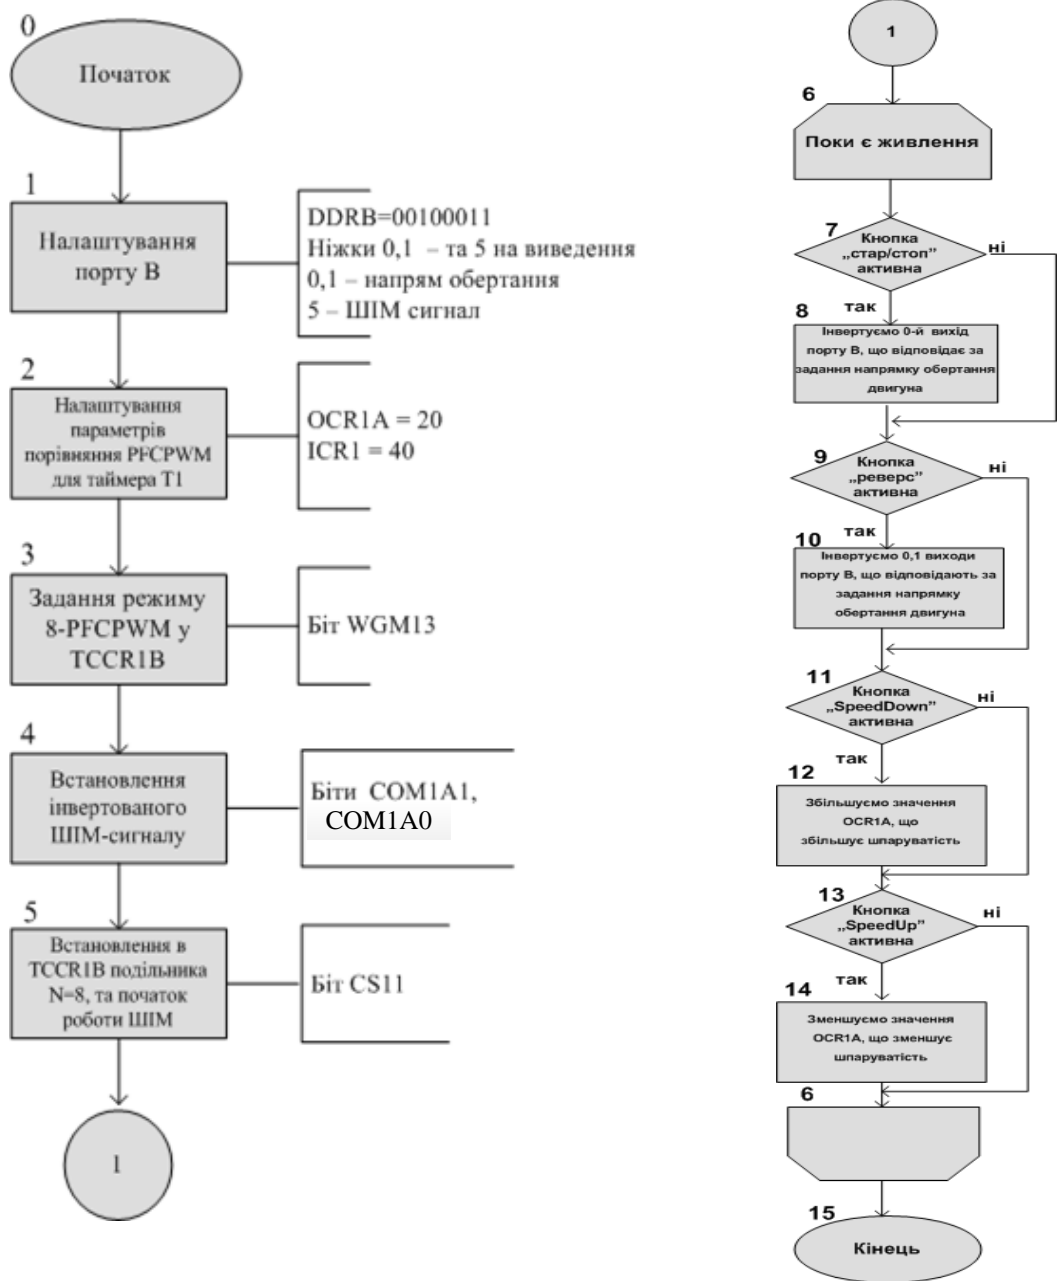 0
Початок
1
Налаштування
порту В
DDRB=00100011
Ніжки 0,1 – та 5 на виведення
0,1 – напрям обертання
5 – ШІМ сигнал
2
Налаштування
параметрів
порівняння PFCPWM
для таймера Т1
OCR1A = 20
ICR1 = 40
3
Задання режиму
8-PFCPWM у
TCCR1B
Біт WGM13
4
Встановлення
інвертованого
ШІМ-сигналу
Біти COM1A1,
COM1A0
5
Встановлення в
TCCR1B подільника
N=8, та початок
роботи ШІМ
Біт CS11
1
1
6
Поки є живлення
7
Кнопка
„стар/стоп”
активна
ні
так
8
Інвертуємо 0-й вихід
порту В, що відповідає за
задання напрямку обертання
двигуна
9
Кнопка
„реверс”
активна
ні
так
10
Інвертуємо 0,1 виходи
порту В, що відповідають за
задання напрямку
обертання двигуна
11
Кнопка
„SpeedDown”
активна
ні
так
12
Збільшуємо значення
OCR1A, що
збільшує шпаруватість
13
Кнопка
„SpeedUp”
активна
ні
так
14
Зменшуємо значення
OCR1A, що зменшує
шпаруватість
6
15
Кінець